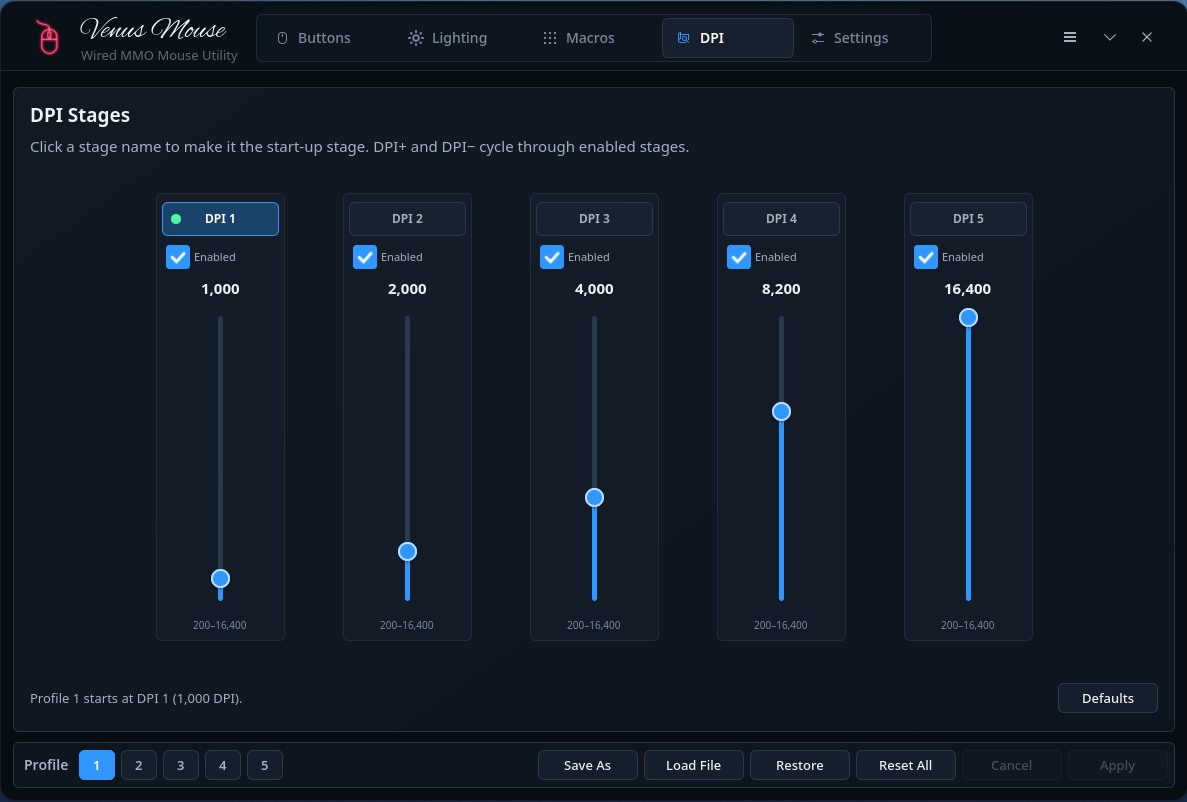 Venus Mouse
Wired MMO Mouse Utility
Buttons
Lighting
Macros
DPI
Settings
DPI Stages
Click a stage name to make it the start-up stage. DPI+ and DPI− cycle through enabled stages.
DPI 1
DPI 2
DPI 3
DPI 4
DPI 5
Enabled
Enabled
Enabled
Enabled
Enabled
1,000
2,000
4,000
8,200
16,400
200–16,400
200–16,400
200–16,400
200–16,400
200–16,400
Profile 1 starts at DPI 1 (1,000 DPI).
Defaults
Profile
1
2
3
4
5
Save As
Load File
Restore
Reset All
Cancel
Apply